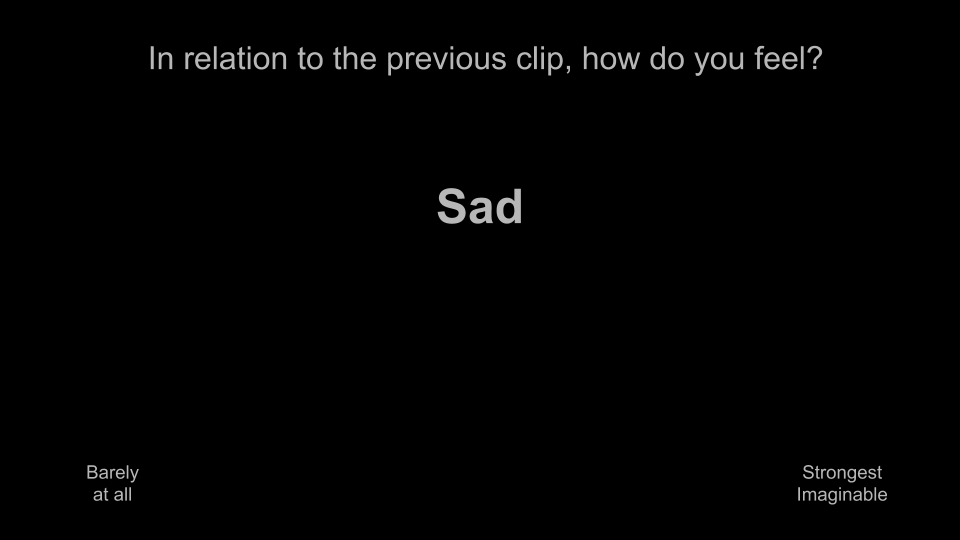 In relation to the previous clip, how do you feel?
Sad
Barely
at all
Strongest
Imaginable